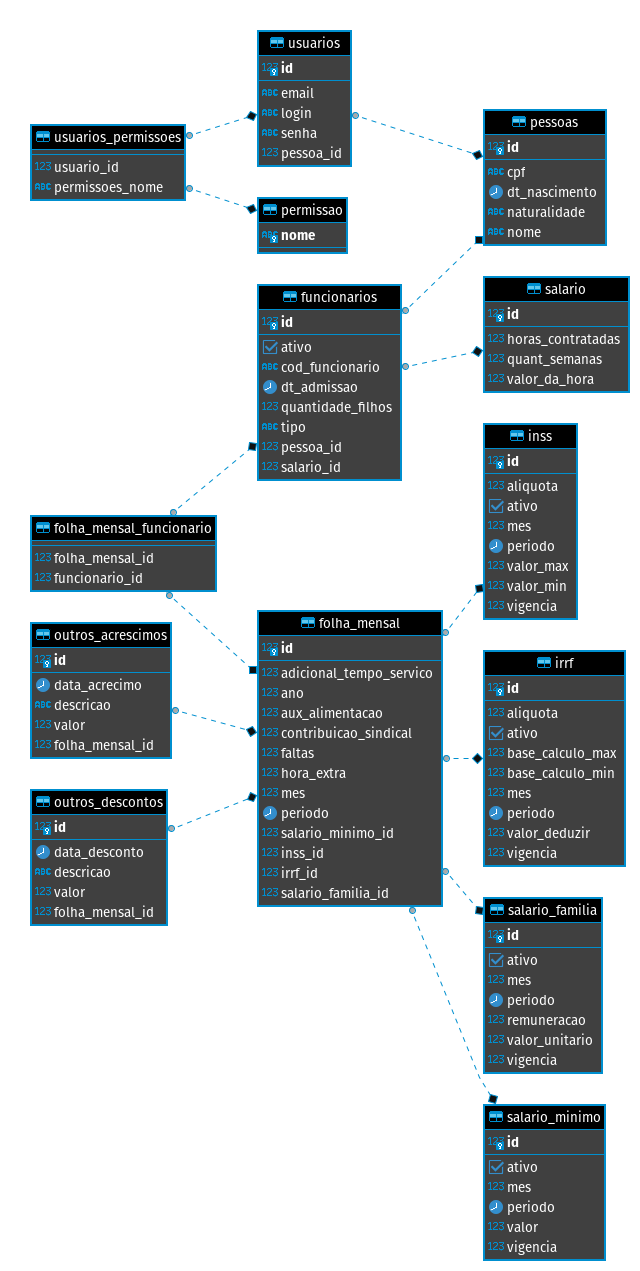 usuarios
123 id
ABC email
ABC login
ABC senha
123 pessoa_id
usuarios_permissoes
123 usuario_id
ABC permissoes_nome
permissao
ABC nome
pessoas
123 id
ABC cpf
dt_nascimento
ABC naturalidade
ABC nome
funcionarios
123 id
ativo
ABC cod_funcionario
dt_admissao
123 quantidade_filhos
ABC tipo
123 pessoa_id
123 salario_id
salario
123 id
123 horas_contratadas
123 quant_semanas
123 valor_da_hora
inss
123 id
123 aliquota
ativo
123 mes
periodo
123 valor_max
123 valor_min
123 vigencia
folha_mensal_funcionario
123 folha_mensal_id
123 funcionario_id
outros_acrescimos
123 id
data_acrecimo
ABC descricao
123 valor
123 folha_mensal_id
outros_descontos
123 id
data_desconto
ABC descricao
123 valor
123 folha_mensal_id
folha_mensal
123 id
123 adicional_tempo_servico
123 ano
123 aux_alimentacao
123 contribuicao_sindical
123 faltas
123 hora_extra
123 mes
periodo
123 salario_minimo_id
123 inss_id
123 irrf_id
123 salario_familia_id
irrf
123 id
123 aliquota
ativo
123 base_calculo_max
123 base_calculo_min
123 mes
periodo
123 valor_deduzir
123 vigencia
salario_familia
123 id
ativo
123 mes
periodo
123 remuneracao
123 valor_unitario
123 vigencia
salario_minimo
123 id
ativo
123 mes
periodo
123 valor
123 vigencia